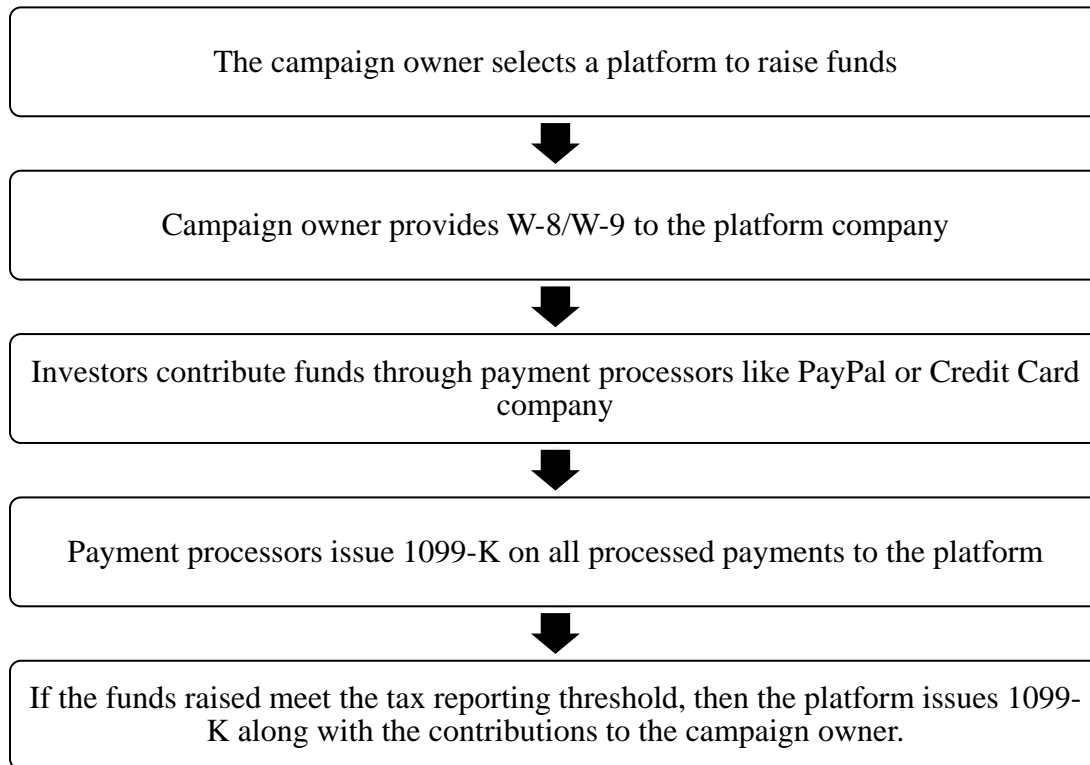 The campaign owner selects a platform to raise funds
Campaign owner provides W-8/W-9 to the platform company
Investors contribute funds through payment processors like PayPal or Credit Card
company
Payment processors issue 1099-K on all processed payments to the platform
If the funds raised meet the tax reporting threshold, then the platform issues 1099-
K along with the contributions to the campaign owner.